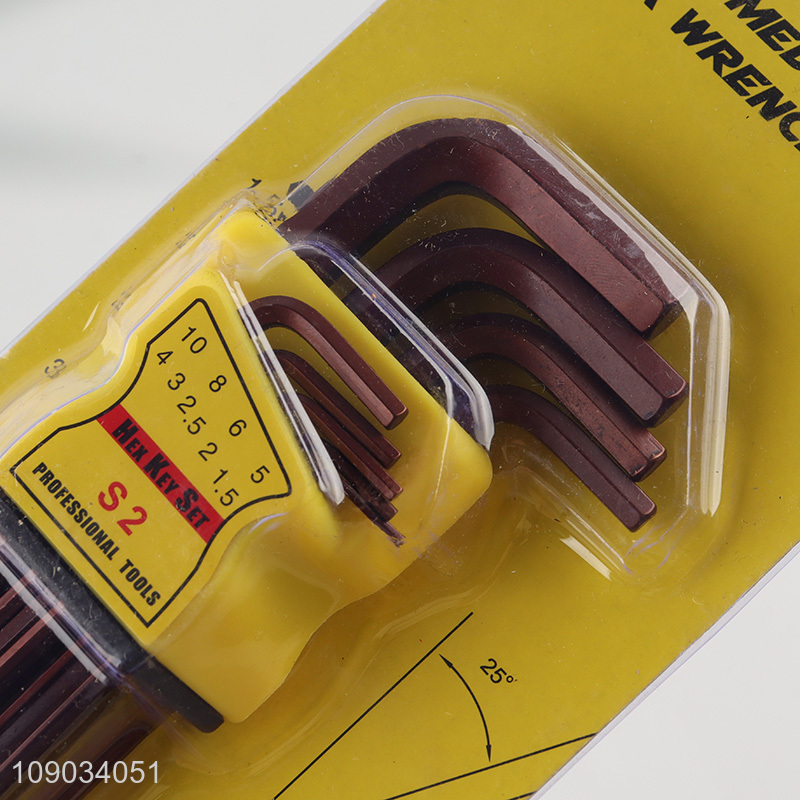 MED
WRENC
10 8 6 5
4 3 2.5 2 1.5
HEX KEY SET
S2
PROFESSIONAL TOOLS
25°
109034051